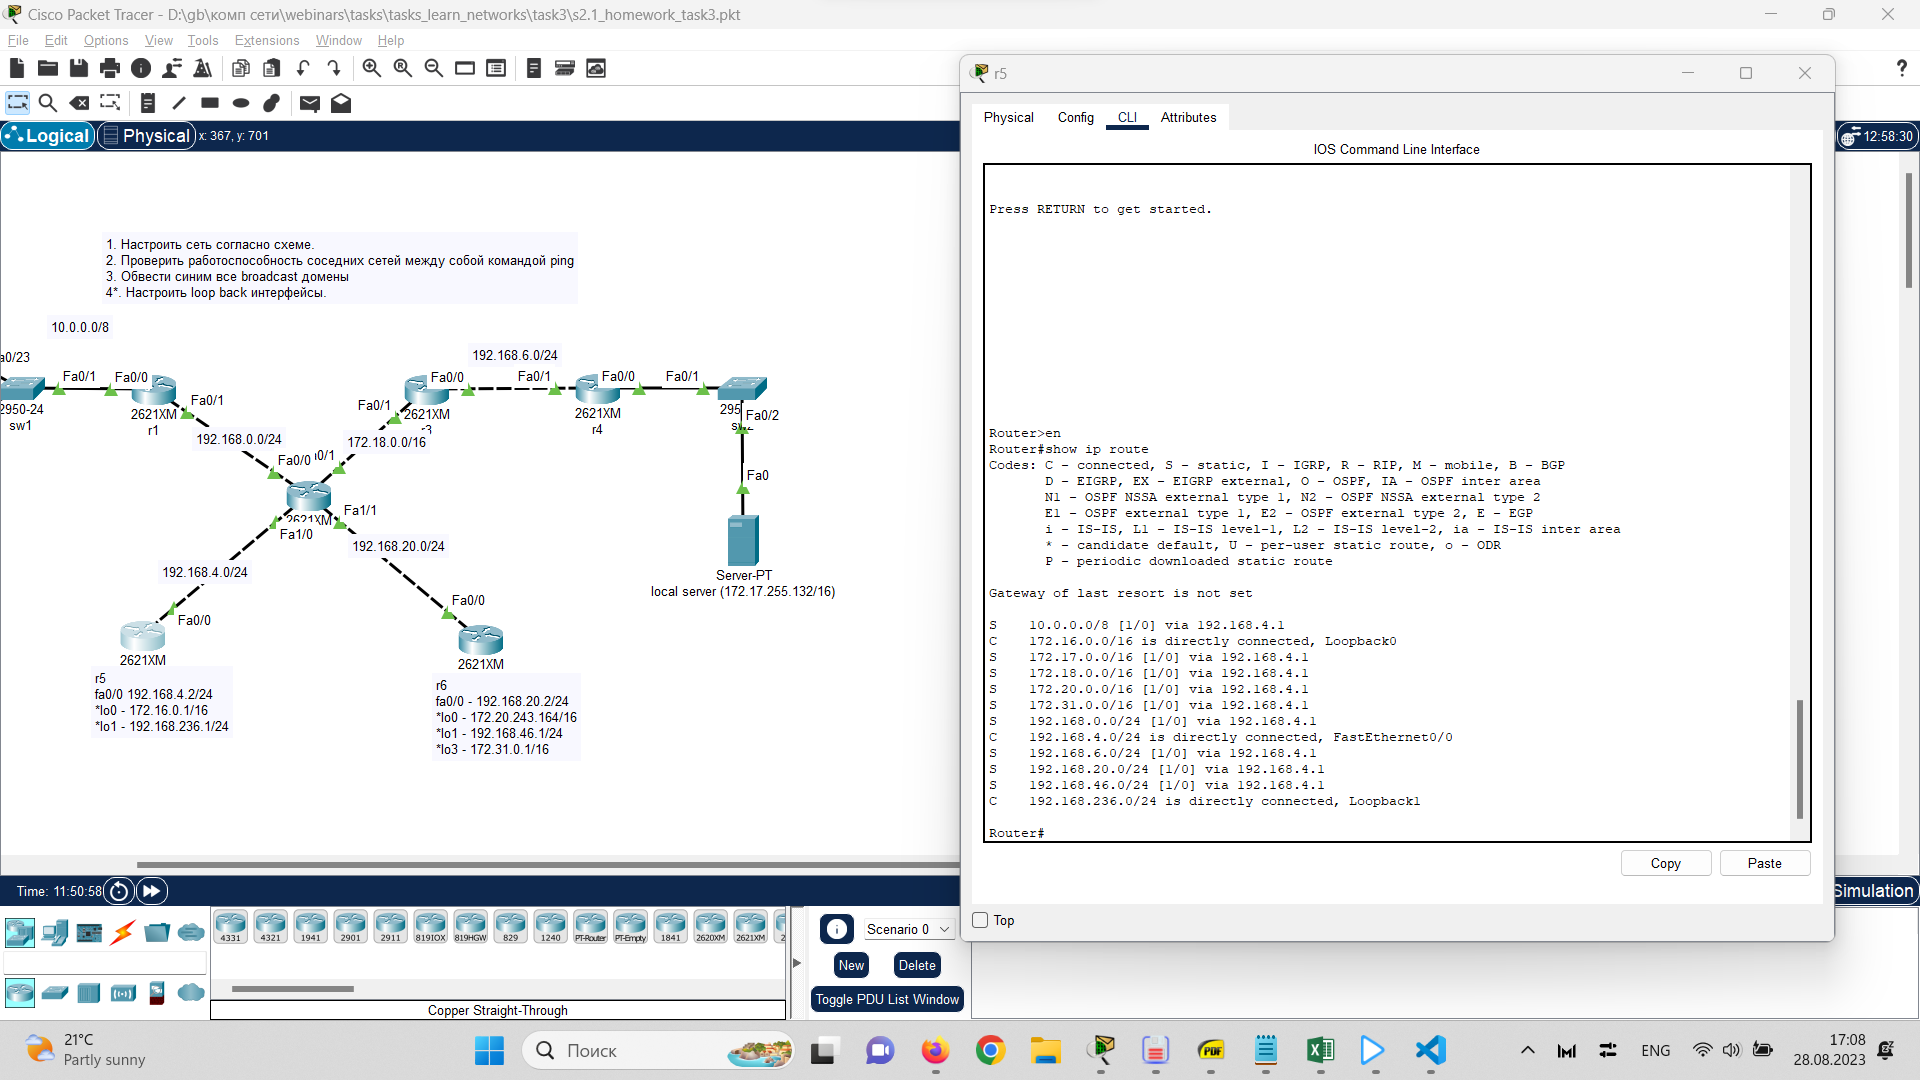 Cisco Packet Tracer - D:\gb\комп сети\webinars\tasks\tasks_learn_networks\task3\s2.1_homework_task3.pkt
File Edit Options View Tools Extensions Window Help
Logical Physical x: 367, y: 701
12:58:30
1. Настроить сеть согласно схеме.
2. Проверить работоспособность соседних сетей между собой командой ping
3. Обвести синим все broadcast домены
4*. Настроить loop back интерфейсы.
10.0.0.0/8
a0/23
Fa0/1
Fa0/0
2950-24
sw1
2621XM
r1
Fa0/1
192.168.0.0/24
Fa0/0
0/1
172.18.0.0/16
Fa0/1
Fa0/0
2621XM
r3
192.168.6.0/24
Fa0/1
Fa0/0
2621XM
r4
Fa0/1
295
Fa0/2
Fa0
Server-PT
local server (172.17.255.132/16)
2621XM
Fa1/1
Fa1/0
192.168.20.0/24
192.168.4.0/24
Fa0/0
Fa0/0
2621XM
r5
fa0/0 192.168.4.2/24
*lo0 - 172.16.0.1/16
*lo1 - 192.168.236.1/24
2621XM
r6
fa0/0 - 192.168.20.2/24
*lo0 - 172.20.243.164/16
*lo1 - 192.168.46.1/24
*lo3 - 172.31.0.1/16
r5
Physical Config CLI Attributes
IOS Command Line Interface
Press RETURN to get started.
Router>en
Router#show ip route
Codes: C - connected, S - static, I - IGRP, R - RIP, M - mobile, B - BGP
D - EIGRP, EX - EIGRP external, O - OSPF, IA - OSPF inter area
N1 - OSPF NSSA external type 1, N2 - OSPF NSSA external type 2
E1 - OSPF external type 1, E2 - OSPF external type 2, E - EGP
i - IS-IS, L1 - IS-IS level-1, L2 - IS-IS level-2, ia - IS-IS inter area
* - candidate default, U - per-user static route, o - ODR
P - periodic downloaded static route
Gateway of last resort is not set
S 10.0.0.0/8 [1/0] via 192.168.4.1
C 172.16.0.0/16 is directly connected, Loopback0
S 172.17.0.0/16 [1/0] via 192.168.4.1
S 172.18.0.0/16 [1/0] via 192.168.4.1
S 172.20.0.0/16 [1/0] via 192.168.4.1
S 172.31.0.0/16 [1/0] via 192.168.4.1
S 192.168.0.0/24 [1/0] via 192.168.4.1
C 192.168.4.0/24 is directly connected, FastEthernet0/0
S 192.168.6.0/24 [1/0] via 192.168.4.1
S 192.168.20.0/24 [1/0] via 192.168.4.1
S 192.168.46.0/24 [1/0] via 192.168.4.1
C 192.168.236.0/24 is directly connected, Loopback1
Router#
Copy Paste
Top
Time: 11:50:58
Simulation
4331 4321 1941 2901 2911 819IOX 819HGW 829 1240 PT-Router PT-Empty 1841 2620XM 2621XM 2
Copper Straight-Through
Scenario 0
New Delete
Toggle PDU List Window
21°C
Partly sunny
Поиск
PDF
ENG
17:08
28.08.2023